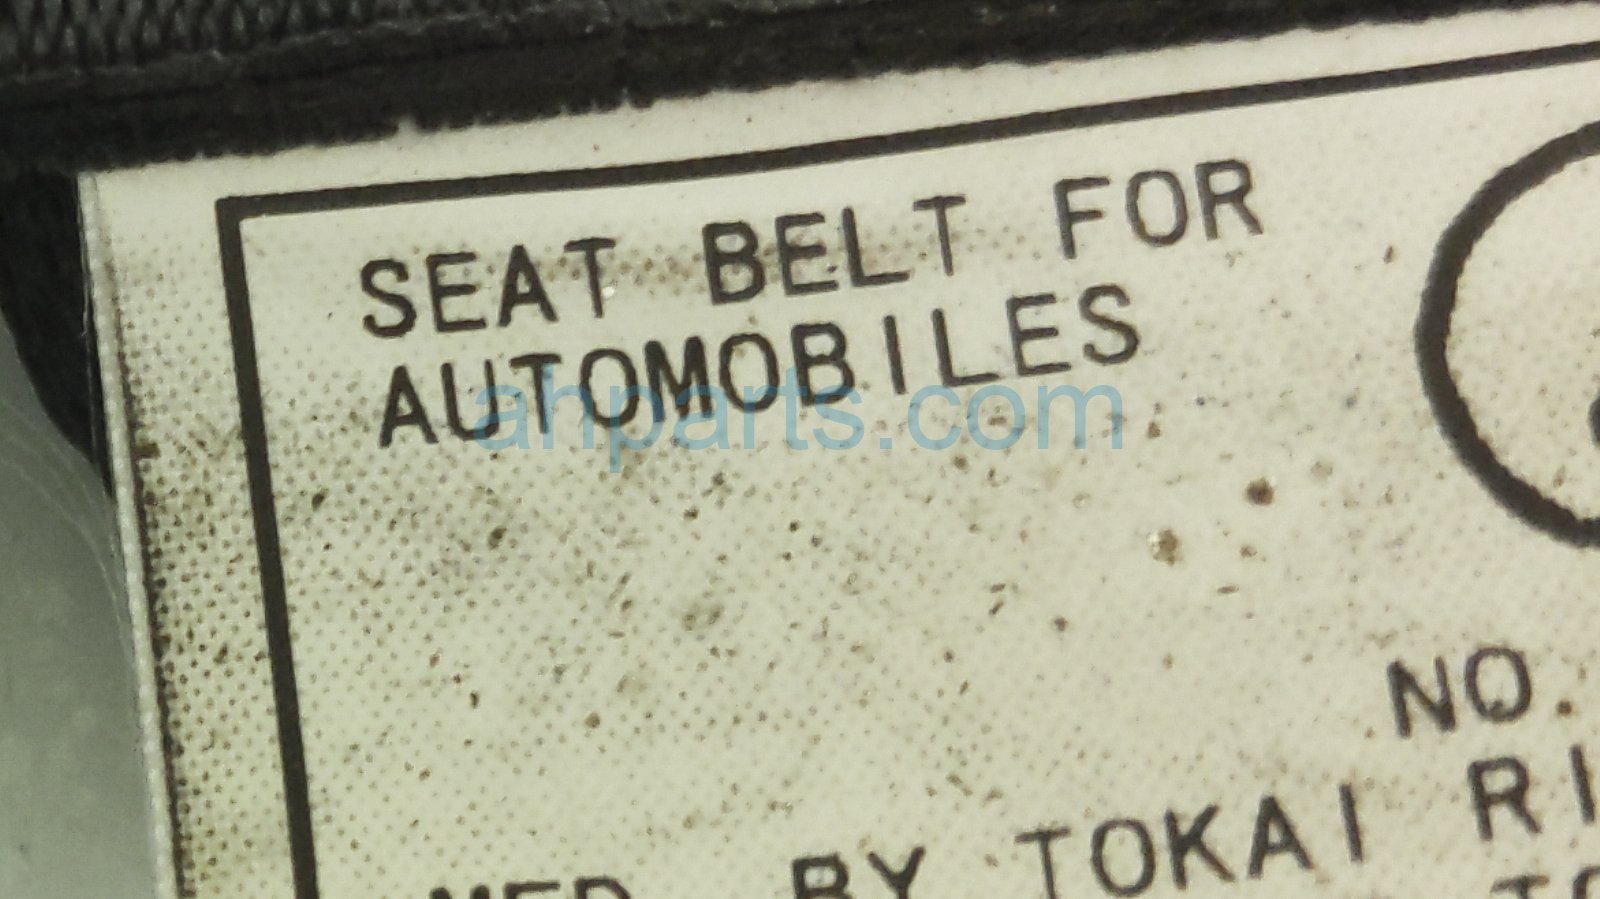 SEAT BELT FOR
AUTOMOBILES
ahparts.com
NO.
BY TOKAI